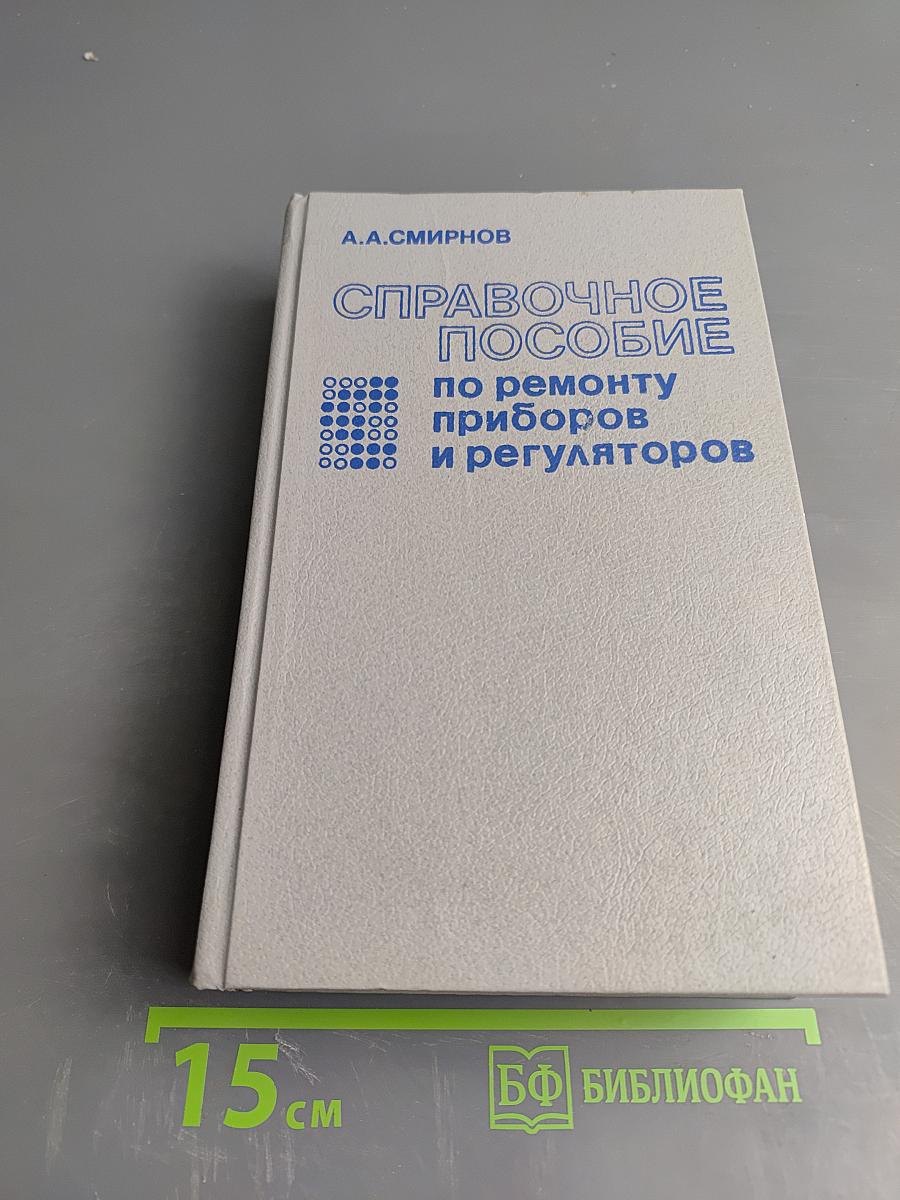 А.А.СМИРНОВ
СПРАВОЧНОЕ
ПОСОБИЕ
по ремонту
приборов
и регуляторов
15 см
БФ БИБЛИОФАН